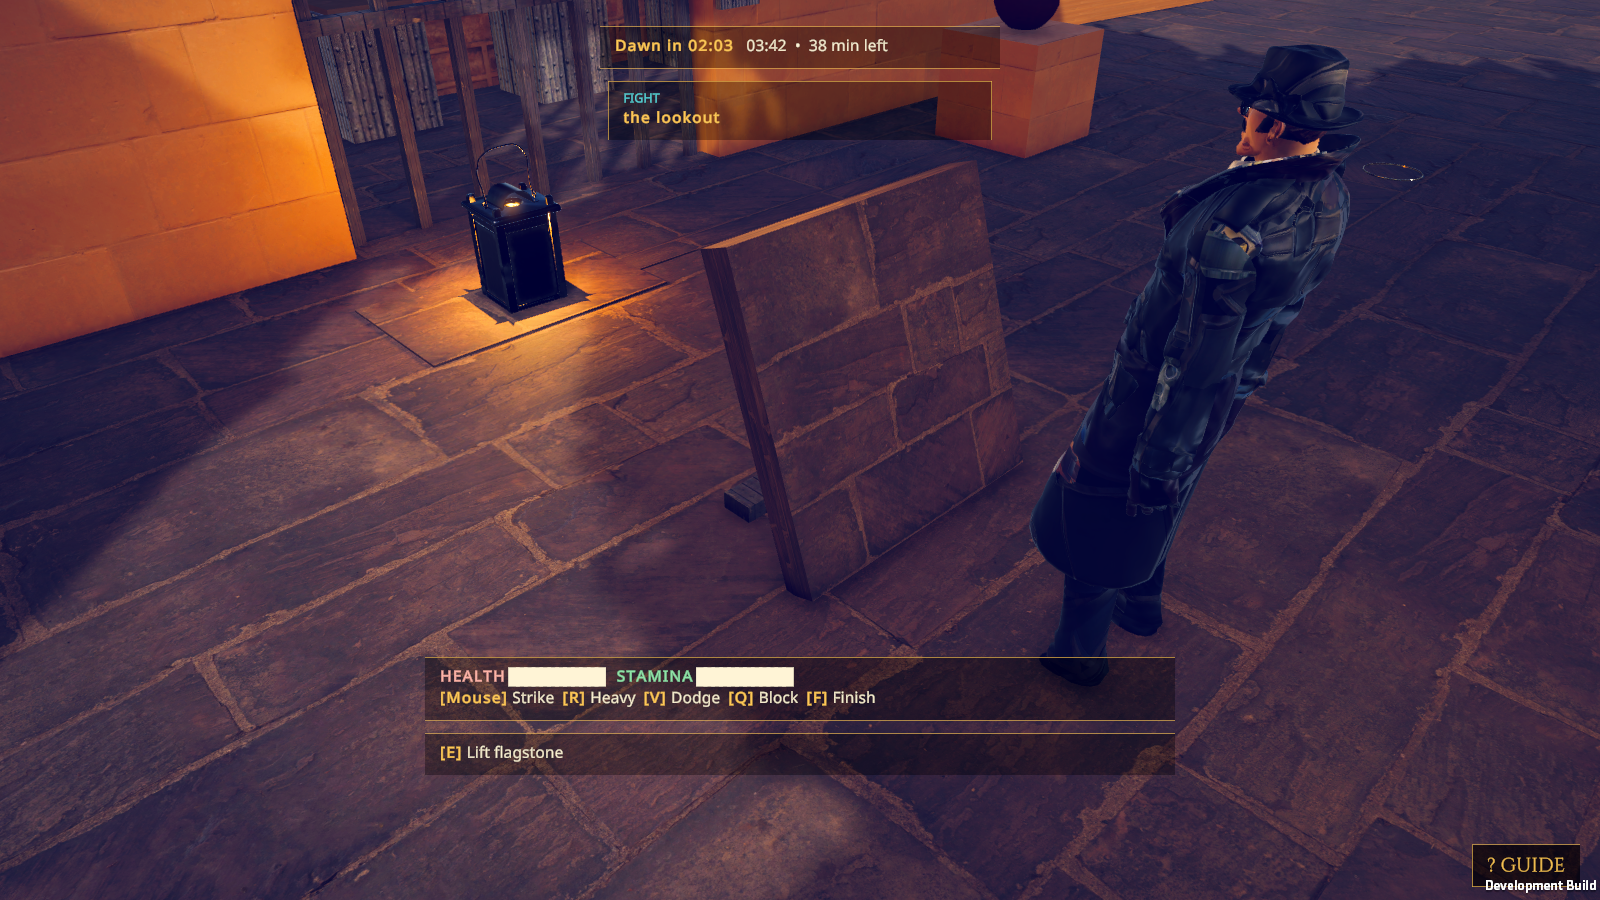 Dawn in 02:03 03:42 • 38 min left
FIGHT
the lookout
HEALTH STAMINA
[Mouse] Strike [R] Heavy [V] Dodge [Q] Block [F] Finish
[E] Lift flagstone
? GUIDE
Development Build